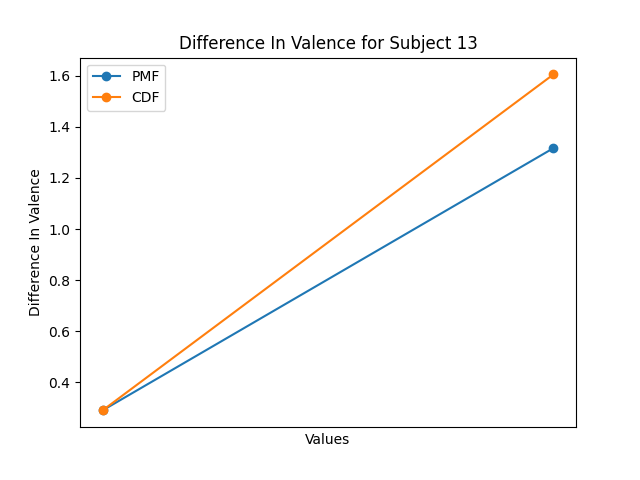 Difference In Valence for Subject 13
PMF
CDF
1.6
1.4
1.2
1.0
0.8
0.6
0.4
Difference In Valence
Values